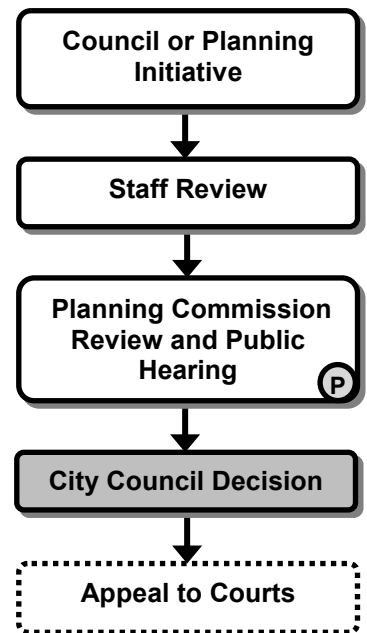 Council or Planning
Initiative
Staff Review
Planning Commission
Review and Public
Hearing
P
City Council Decision
Appeal to Courts